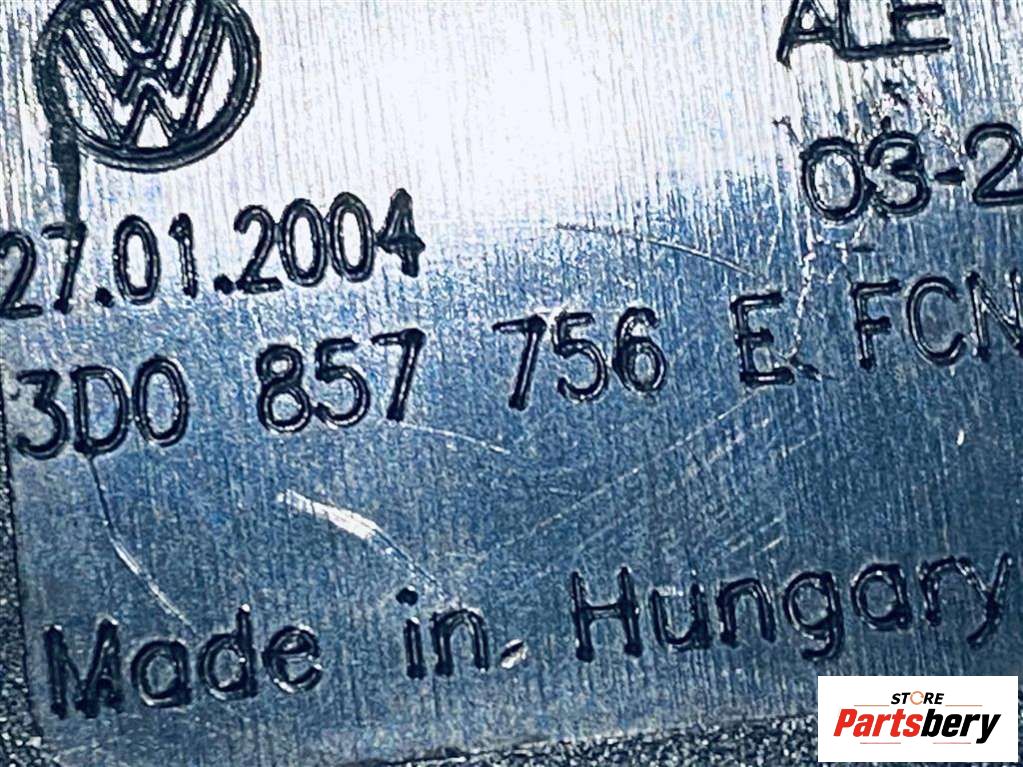 ALE
03-2
27.01.2004
3D0 857 756 E FCN
Made in Hungary
STORE
Partsbery